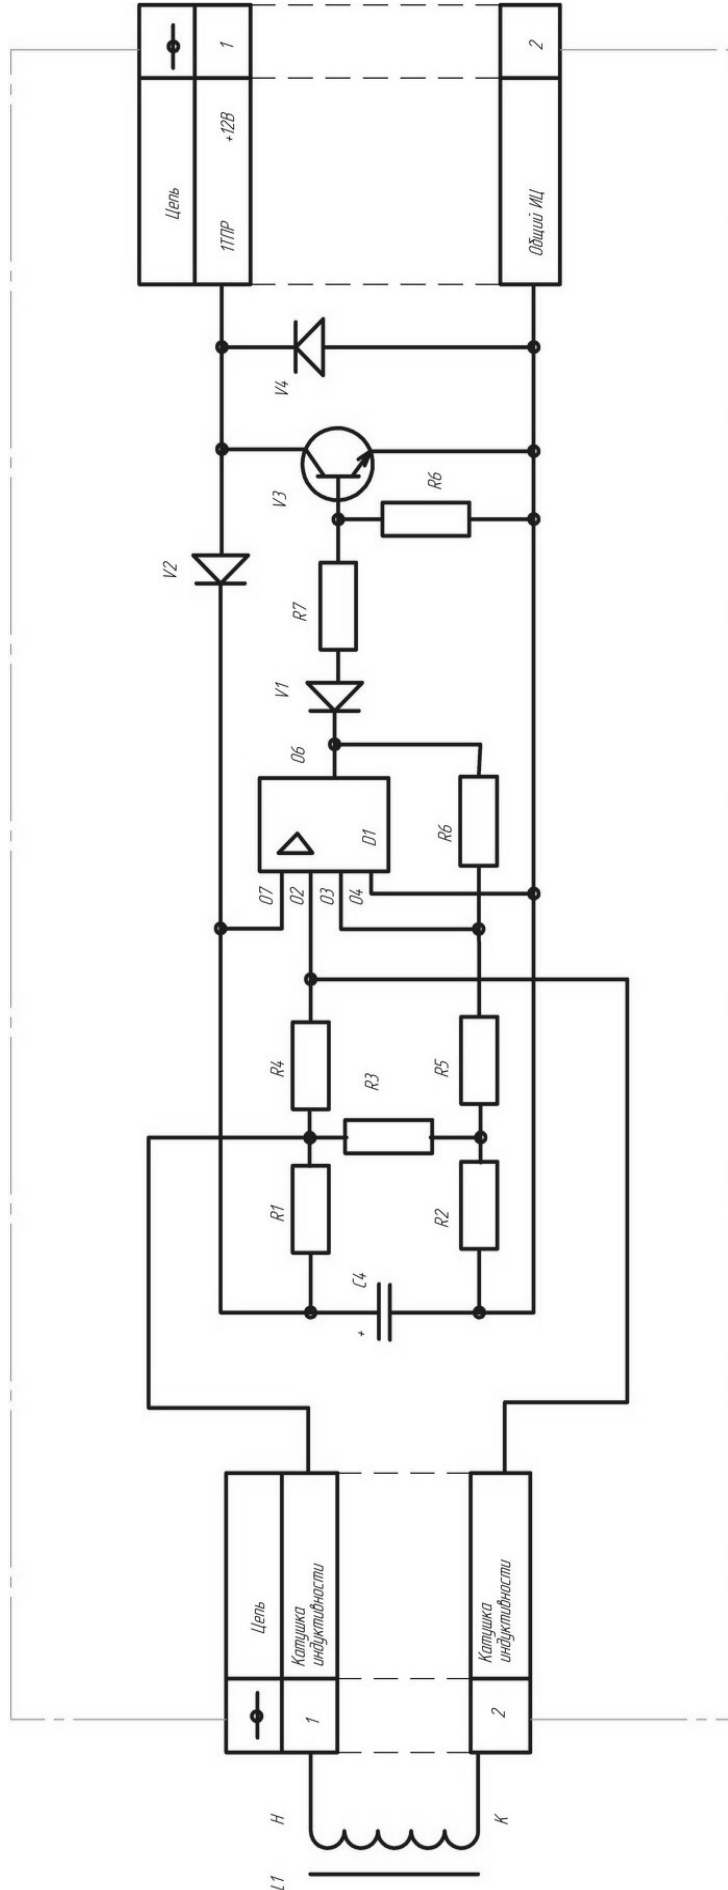 L1
Н
К
Цепь
1
Катушка
индуктивности
2
Катушка
индуктивности
+
C4
R1
R2
R3
R4
R5
07
02
03
04
D1
06
R6
V1
R7
V2
V3
R6
V4
Цепь
1ТПР +12В
1
Общий ИЦ
2